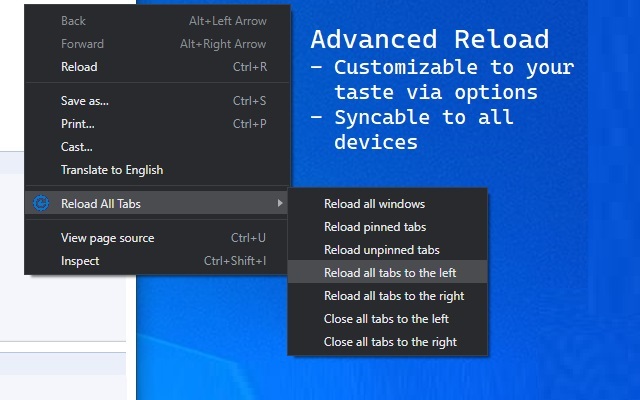 Back Alt+Left Arrow
Forward Alt+Right Arrow
Reload Ctrl+R
Save as... Ctrl+S
Print... Ctrl+P
Cast...
Translate to English
Reload All Tabs
View page source Ctrl+U
Inspect Ctrl+Shift+I
Advanced Reload
- Customizable to your
taste via options
- Syncable to all
devices
Reload all windows
Reload pinned tabs
Reload unpinned tabs
Reload all tabs to the left
Reload all tabs to the right
Close all tabs to the left
Close all tabs to the right